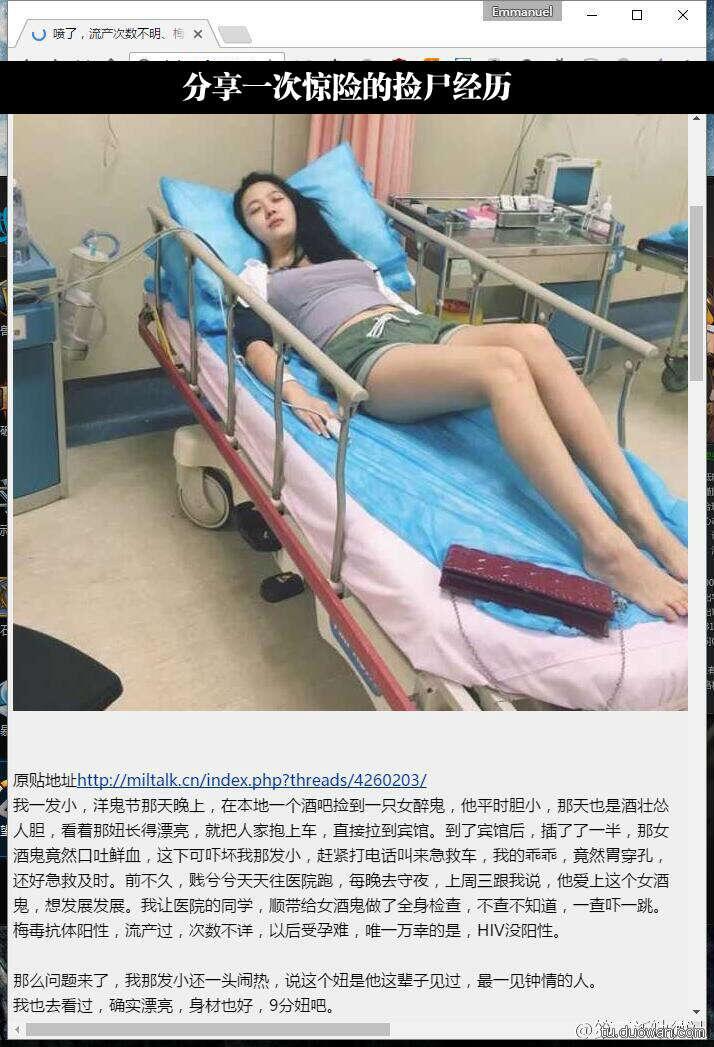 Emmanuel
喷了，流产次数不明、梅
分享一次惊险的捡尸经历
原贴地址http://miltalk.cn/index.php?threads/4260203/
我一发小，洋鬼节那天晚上，在本地一个酒吧捡到一只女醉鬼，他平时胆小，那天也是酒壮怂
人胆，看着那妞长得漂亮，就把人家抱上车，直接拉到宾馆。到了宾馆后，插了了一半，那女
酒鬼竟然口吐鲜血，这下可吓坏我那发小，赶紧打电话叫来急救车，我的乖乖，竟然胃穿孔，
还好急救及时。前不久，贱兮兮天天往医院跑，每晚去守夜，上周三跟我说，他爱上这个女酒
鬼，想发展发展。我让医院的同学，顺带给女酒鬼做了全身检查，不查不知道，一查吓一跳。
梅毒抗体阳性，流产过，次数不详，以后受孕难，唯一万幸的是，HIV没阳性。
那么问题来了，我那发小还一头闹热，说这个妞是他这辈子见过，最一见钟情的人。
我也去看过，确实漂亮，身材也好，9分妞吧。
tu.duowan.com